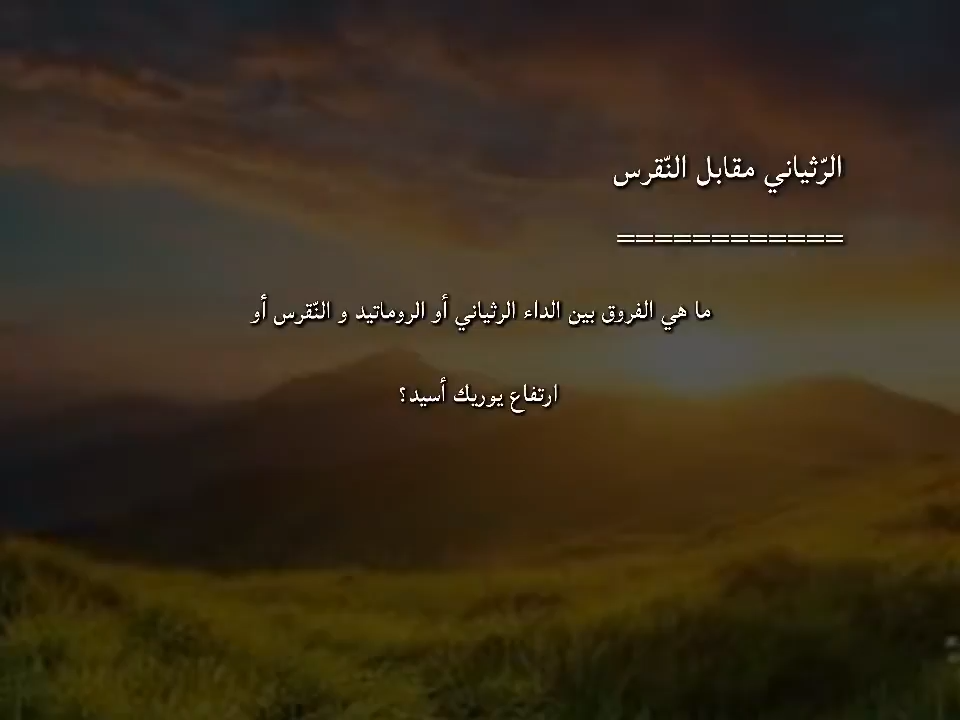 الرّثياني مقابل النّقرس
============
ما هي الفروق بين الداء الرثياني أو الروماتيد و النّقرس أو
ارتفاع يوريك أسيد؟